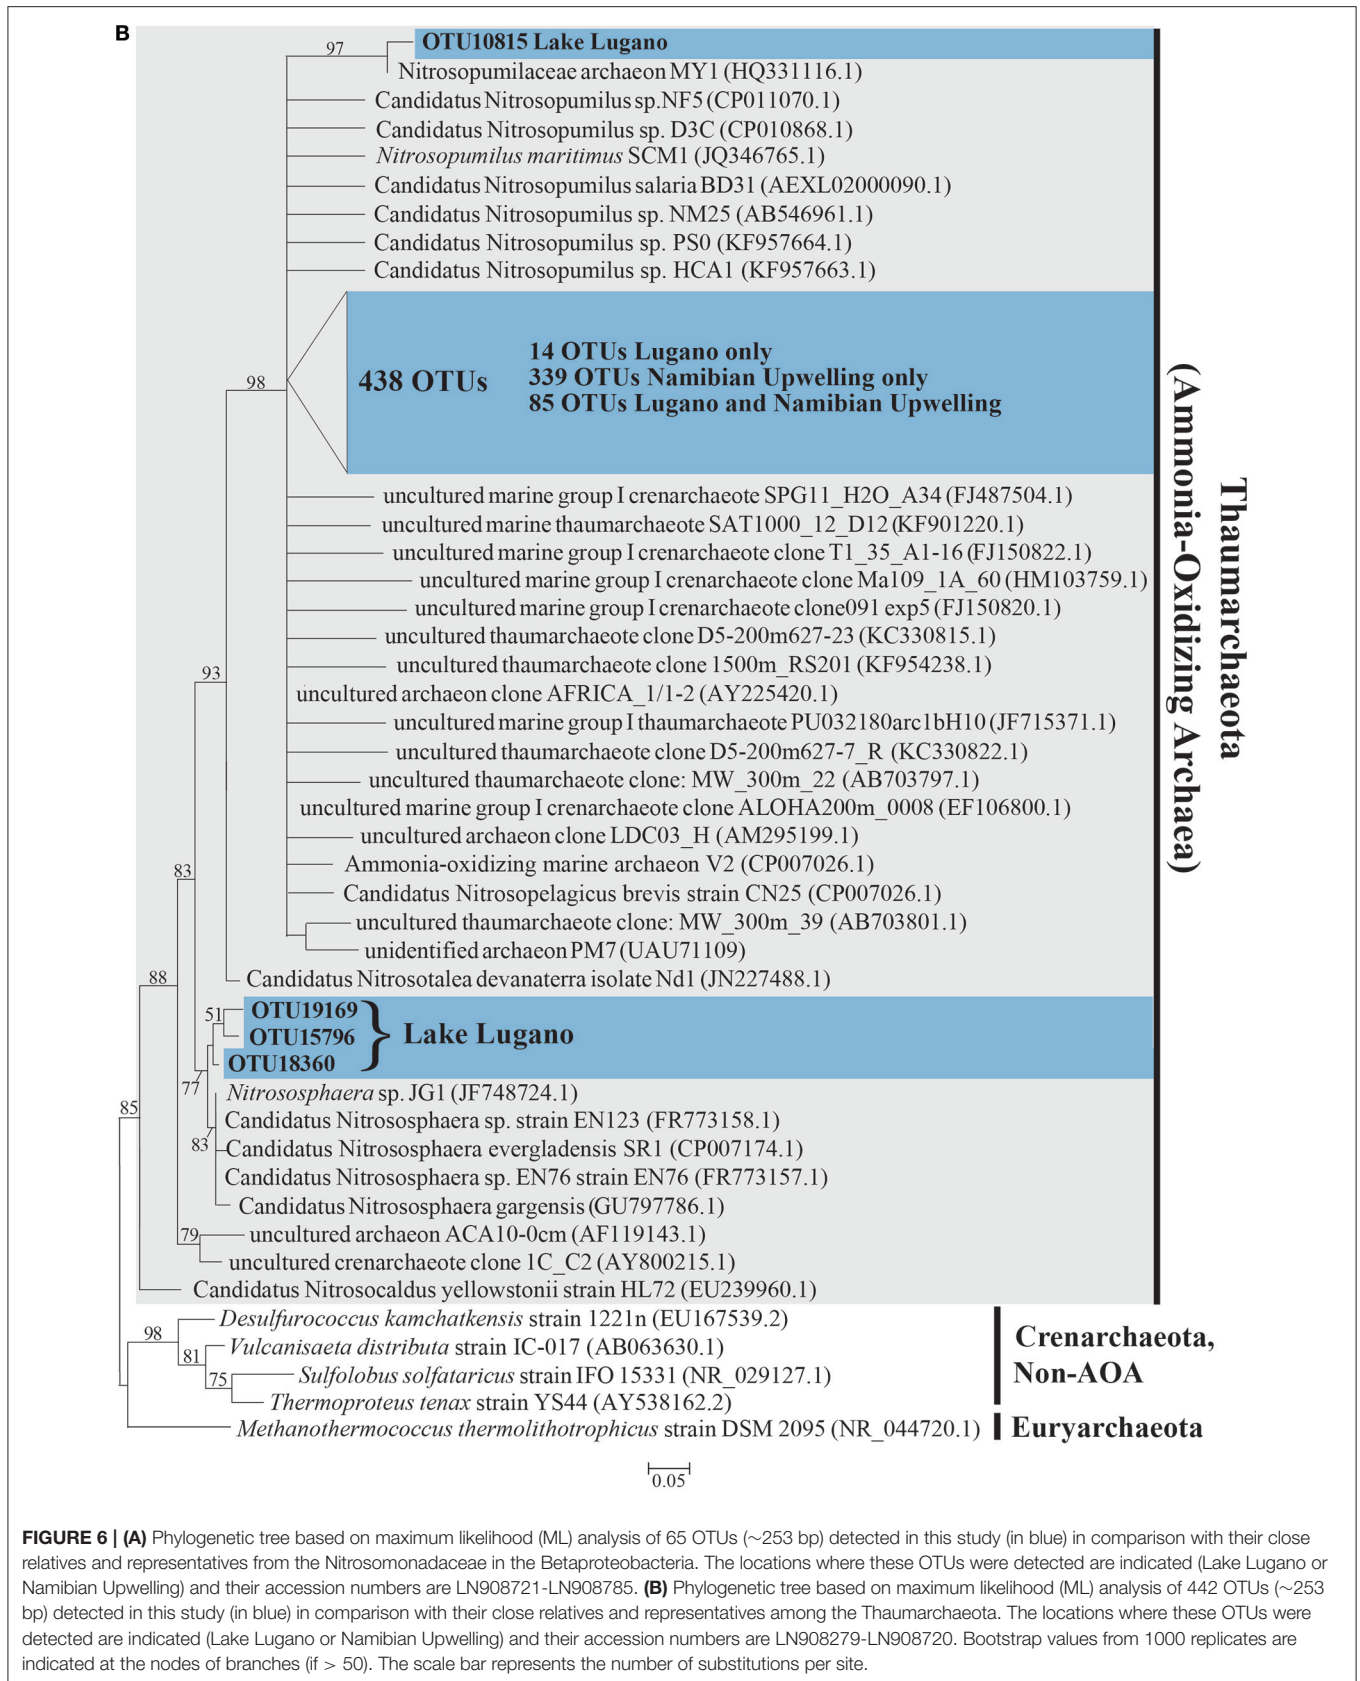 B
97
OTU10815 Lake Lugano
Nitrosopumilaceae archaeon MY1 (HQ331116.1)
Candidatus Nitrosopumilus sp.NF5 (CP011070.1)
Candidatus Nitrosopumilus sp. D3C (CP010868.1)
Nitrosopumilus maritimus SCM1 (JQ346765.1)
Candidatus Nitrosopumilus salaria BD31 (AEXL02000090.1)
Candidatus Nitrosopumilus sp. NM25 (AB546961.1)
Candidatus Nitrosopumilus sp. PS0 (KF957664.1)
Candidatus Nitrosopumilus sp. HCA1 (KF957663.1)
98
438 OTUs
14 OTUs Lugano only
339 OTUs Namibian Upwelling only
85 OTUs Lugano and Namibian Upwelling
uncultured marine group I crenarchaeote SPG11_H2O_A34 (FJ487504.1)
uncultured marine thaumarchaeote SAT1000_12_D12 (KF901220.1)
uncultured marine group I crenarchaeote clone T1_35_A1-16 (FJ150822.1)
uncultured marine group I crenarchaeote clone Ma109_1A_60 (HM103759.1)
uncultured marine group I crenarchaeote clone091 exp5 (FJ150820.1)
uncultured thaumarchaeote clone D5-200m627-23 (KC330815.1)
93
uncultured thaumarchaeote clone 1500m_RS201 (KF954238.1)
uncultured archaeon clone AFRICA_1/1-2 (AY225420.1)
uncultured marine group I thaumarchaeote PU032180arc1bH10 (JF715371.1)
uncultured thaumarchaeote clone D5-200m627-7_R (KC330822.1)
uncultured thaumarchaeote clone: MW_300m_22 (AB703797.1)
uncultured marine group I crenarchaeote clone ALOHA200m_0008 (EF106800.1)
uncultured archaeon clone LDC03_H (AM295199.1)
83
Ammonia-oxidizing marine archaeon V2 (CP007026.1)
Candidatus Nitrosopelagicus brevis strain CN25 (CP007026.1)
uncultured thaumarchaeote clone: MW_300m_39 (AB703801.1)
unidentified archaeon PM7 (UAU71109)
88
Candidatus Nitrosotalea devanaterra isolate Nd1 (JN227488.1)
51
OTU19169
OTU15796
OTU18360
Lake Lugano
77
Nitrososphaera sp. JG1 (JF748724.1)
85
Candidatus Nitrososphaera sp. strain EN123 (FR773158.1)
83
Candidatus Nitrososphaera evergladensis SR1 (CP007174.1)
Candidatus Nitrososphaera sp. EN76 strain EN76 (FR773157.1)
Candidatus Nitrososphaera gargensis (GU797786.1)
79
uncultured archaeon ACA10-0cm (AF119143.1)
uncultured crenarchaeote clone 1C_C2 (AY800215.1)
Candidatus Nitrosocaldus yellowstonii strain HL72 (EU239960.1)
Thaumarchaeota
(Ammonia-Oxidizing Archaea)
Desulfurococcus kamchatkensis strain 1221n (EU167539.2)
98
Vulcanisaeta distributa strain IC-017 (AB063630.1)
81
Sulfolobus solfataricus strain IFO 15331 (NR_029127.1)
75
Thermoproteus tenax strain YS44 (AY538162.2)
Crenarchaeota,
Non-AOA
Methanothermococcus thermolithotrophicus strain DSM 2095 (NR_044720.1)
Euryarchaeota
0.05
FIGURE 6 | (A) Phylogenetic tree based on maximum likelihood (ML) analysis of 65 OTUs (∼253 bp) detected in this study (in blue) in comparison with their close
relatives and representatives from the Nitrosomonadaceae in the Betaproteobacteria. The locations where these OTUs were detected are indicated (Lake Lugano or
Namibian Upwelling) and their accession numbers are LN908721-LN908785. (B) Phylogenetic tree based on maximum likelihood (ML) analysis of 442 OTUs (∼253
bp) detected in this study (in blue) in comparison with their close relatives and representatives among the Thaumarchaeota. The locations where these OTUs were
detected are indicated (Lake Lugano or Namibian Upwelling) and their accession numbers are LN908279-LN908720. Bootstrap values from 1000 replicates are
indicated at the nodes of branches (if > 50). The scale bar represents the number of substitutions per site.